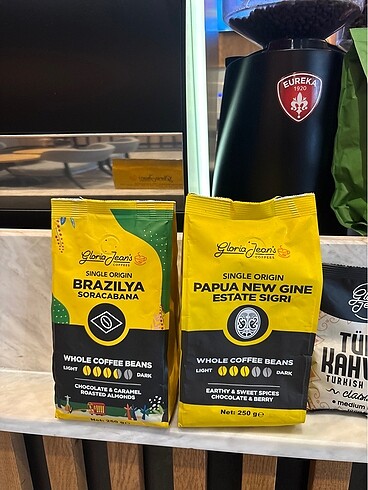 EUREKA
1920
Gloria Jean's
COFFEES
SINGLE ORIGIN
BRAZILYA
SORACABANA
WHOLE COFFEE BEANS
LIGHT DARK
CHOCOLATE & CARAMEL
ROASTED ALMONDS
Gloria Jean's
COFFEES
SINGLE ORIGIN
PAPUA NEW GINE
ESTATE SIGRI
WHOLE COFFEE BEANS
LIGHT DARK
EARTHY & SWEET SPICES
CHOCOLATE & BERRY
Net: 250 g e
TÜ
KAHV
TURKISH